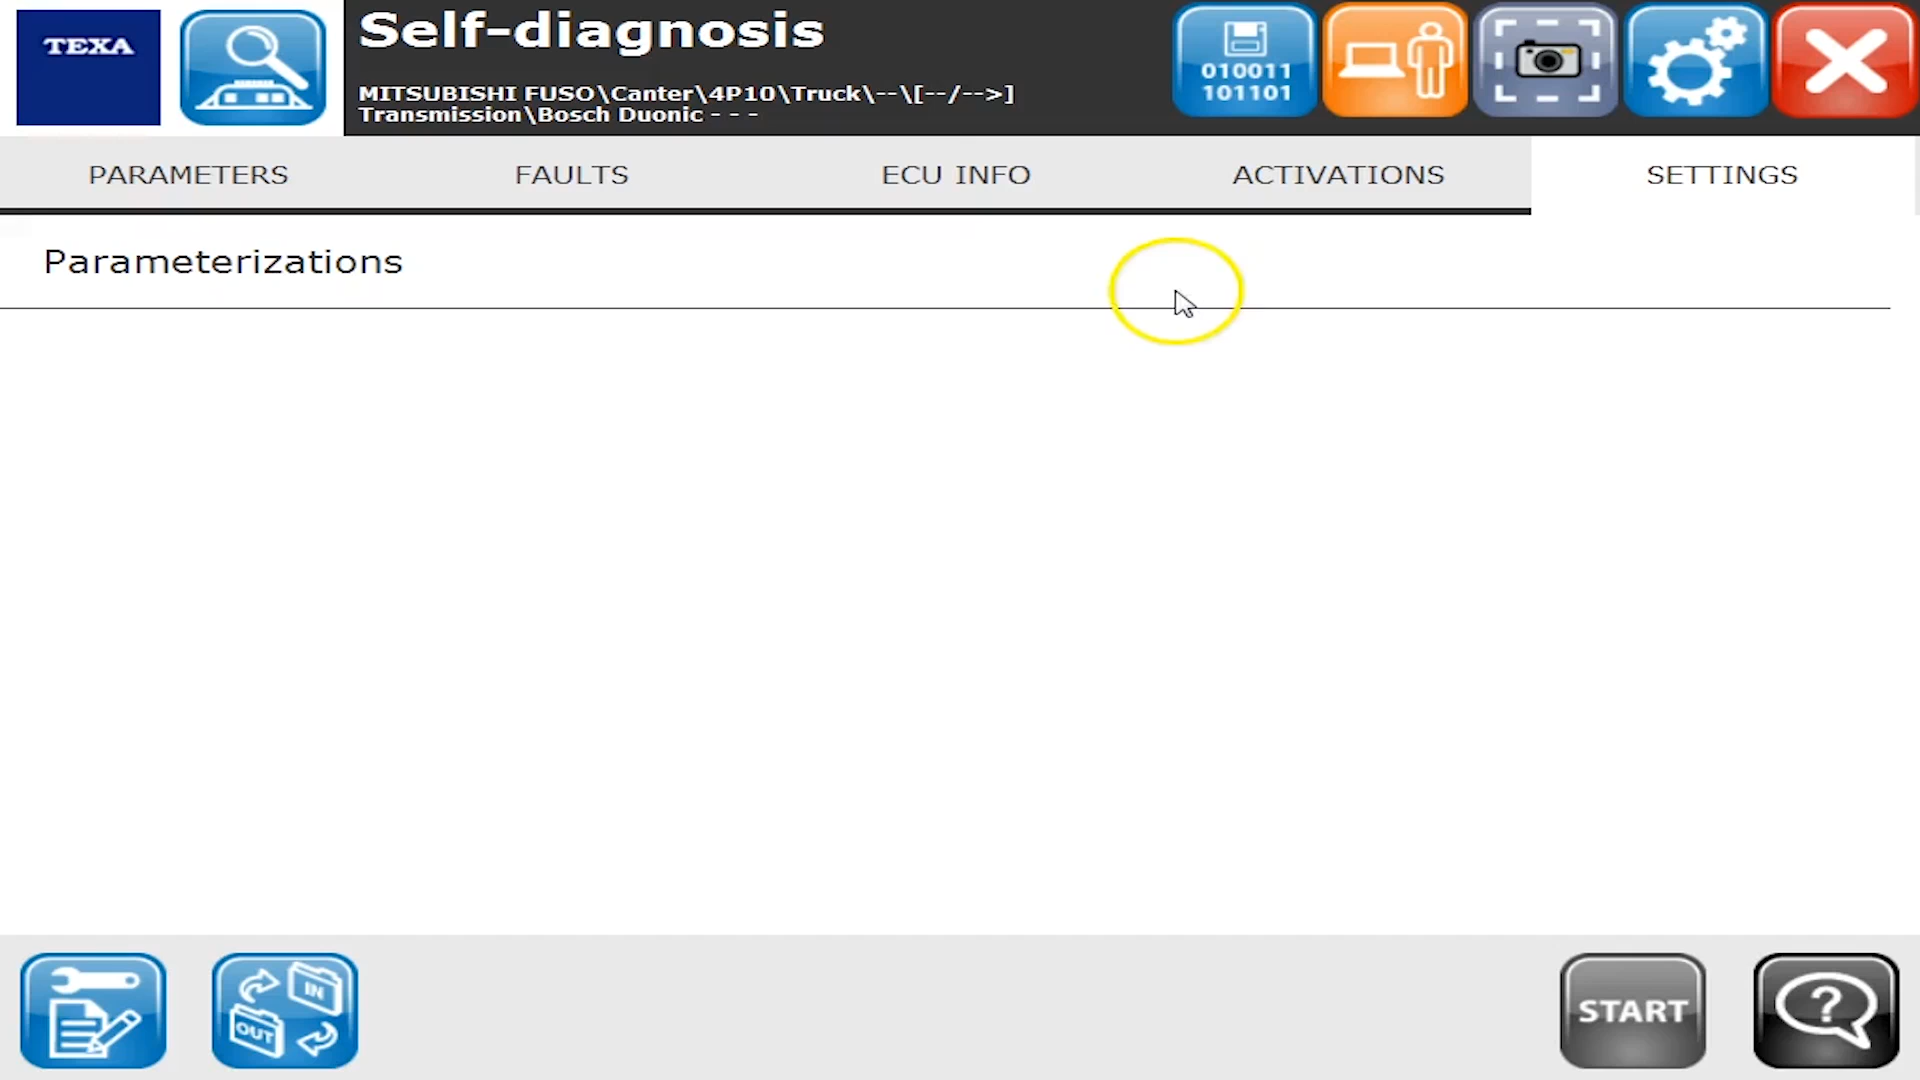 TEXA
Self-diagnosis
MITSUBISHI FUSO\Canter\4P10\Truck\--\[--/-->]
Transmission\Bosch Duonic - - -
010011
101101
PARAMETERS
FAULTS
ECU INFO
ACTIVATIONS
SETTINGS
Parameterizations
IN
OUT
START
?